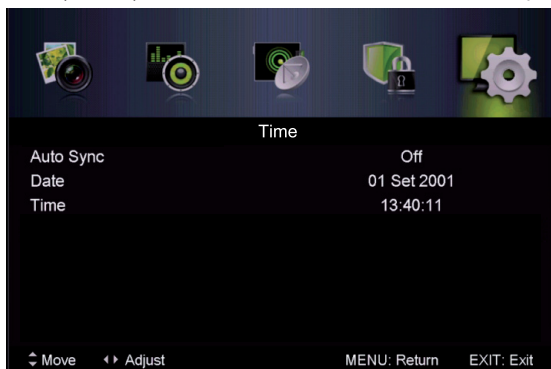 Time
Auto Sync Off
Date 01 Set 2001
Time 13:40:11
Move Adjust MENU: Return EXIT: Exit